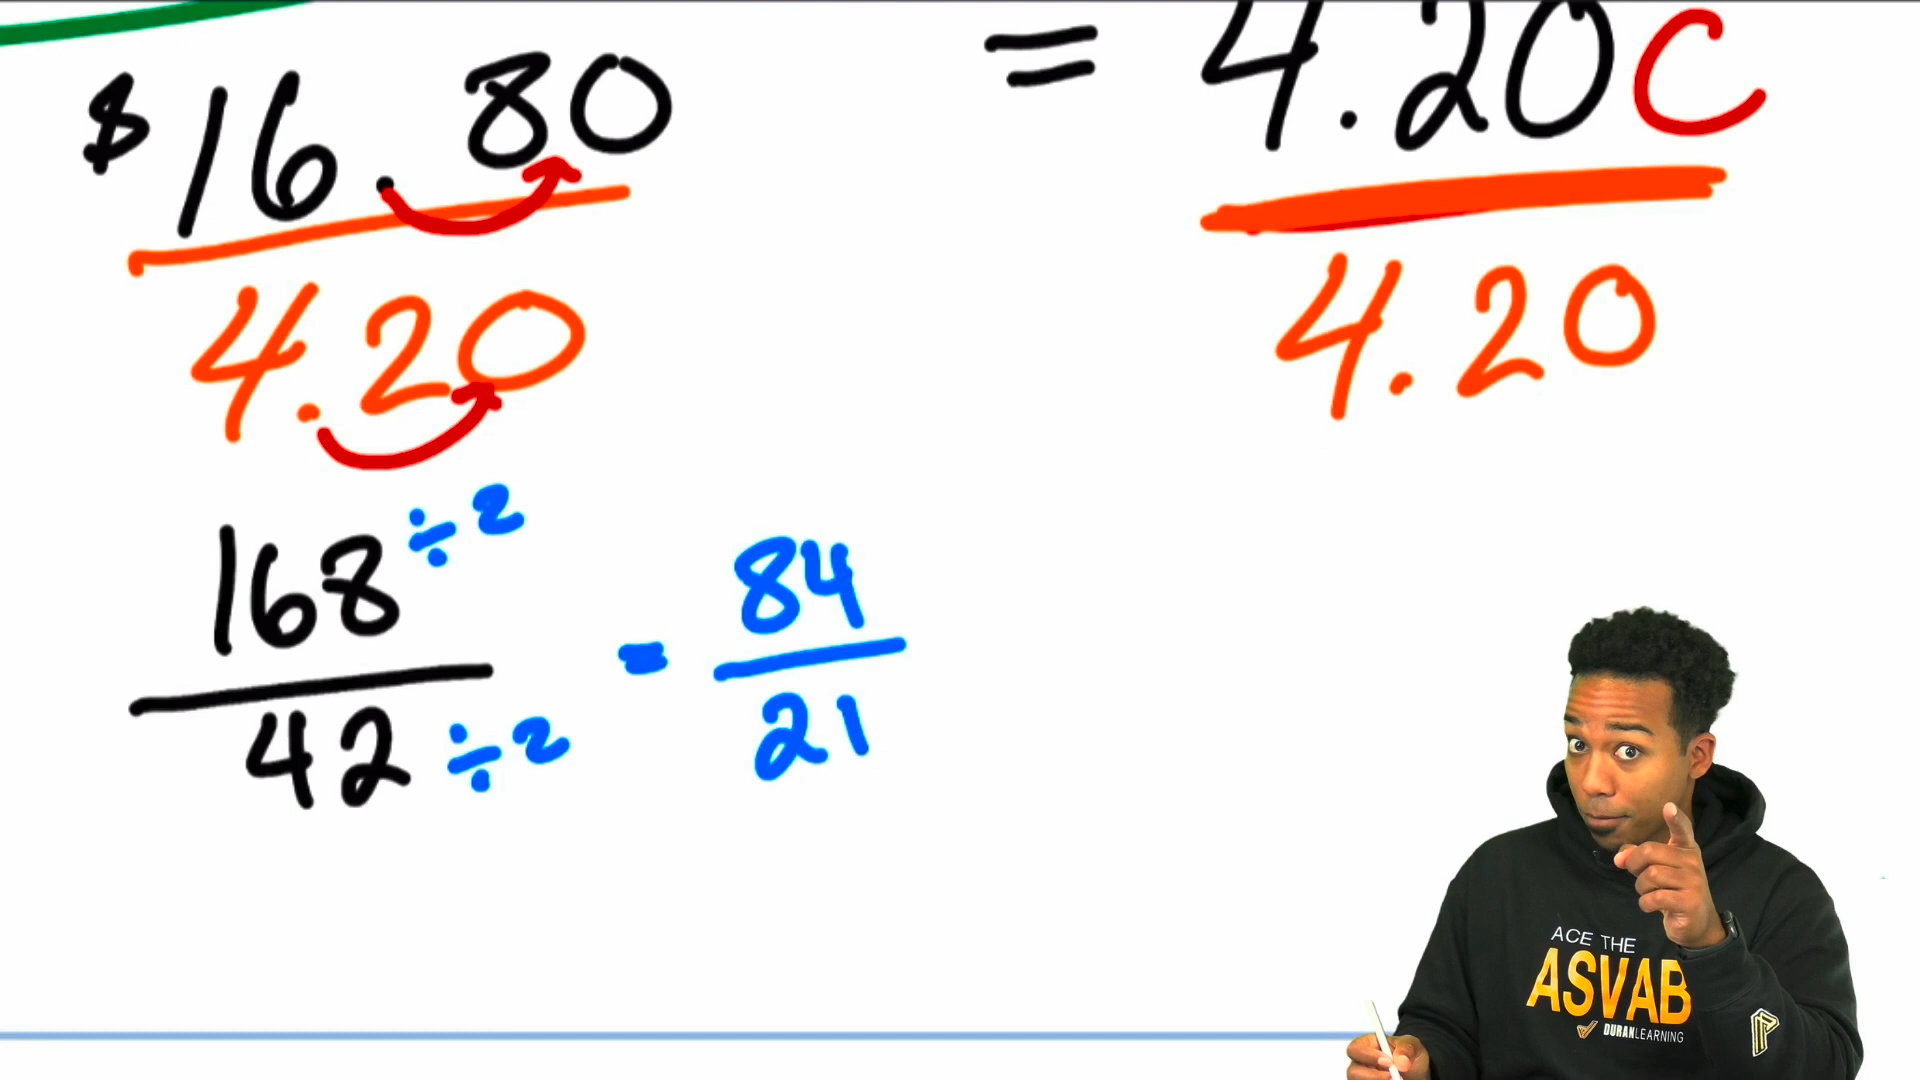 $16.80 = 4.20C
4.20 4.20
168 ÷2 = 84
42 ÷2 21
ACE THE
ASVAB
DURANLEARNING